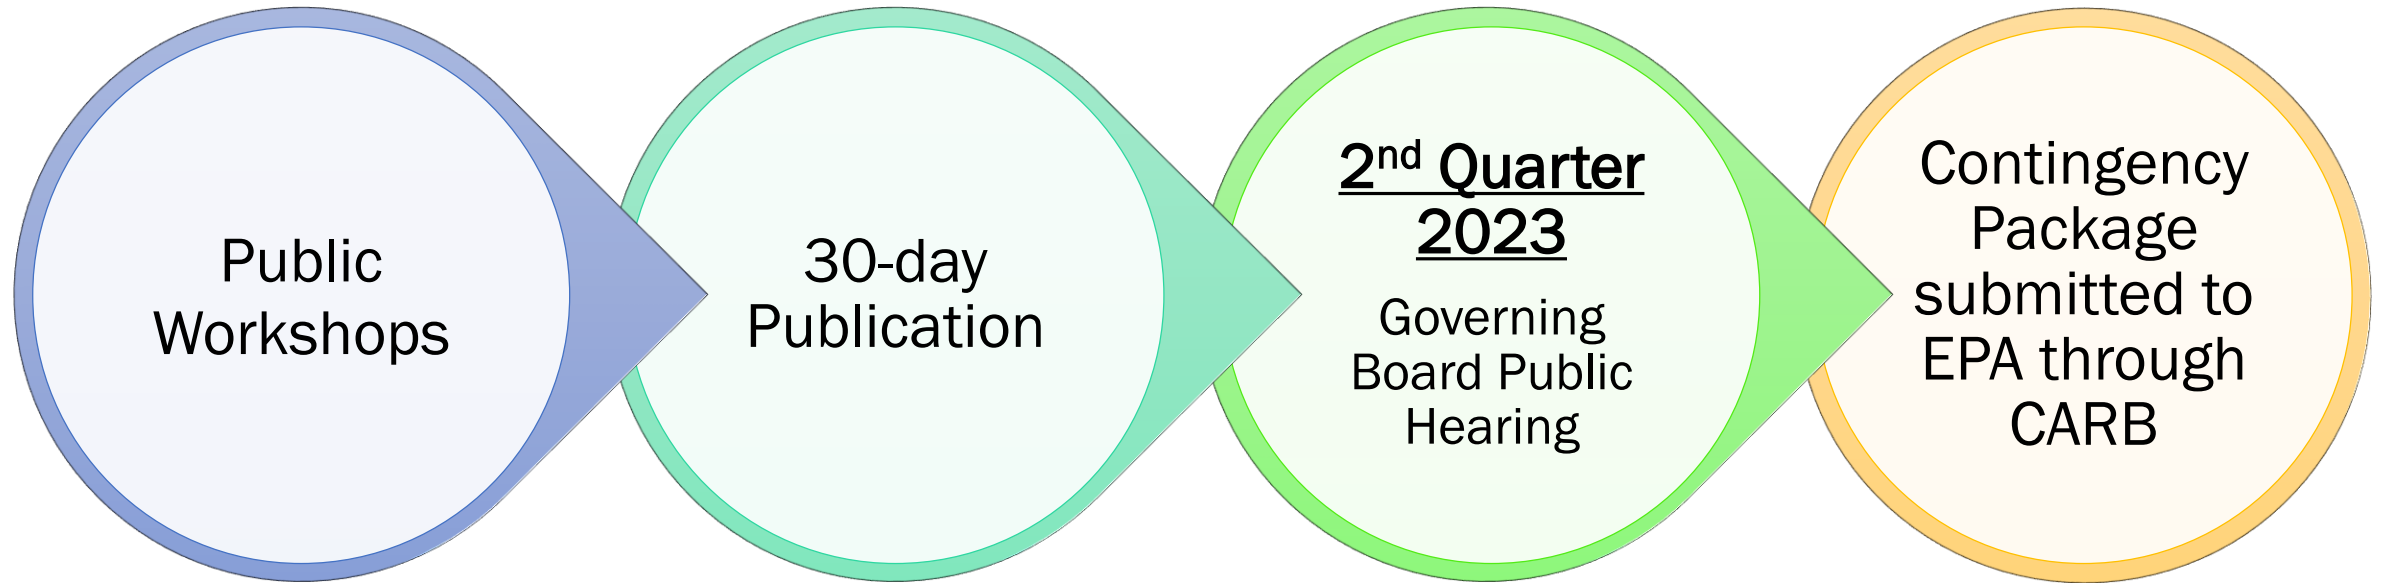 Public
Workshops
30-day
Publication
2nd Quarter
2023
Governing
Board Public
Hearing
Contingency
Package
submitted to
EPA through
CARB